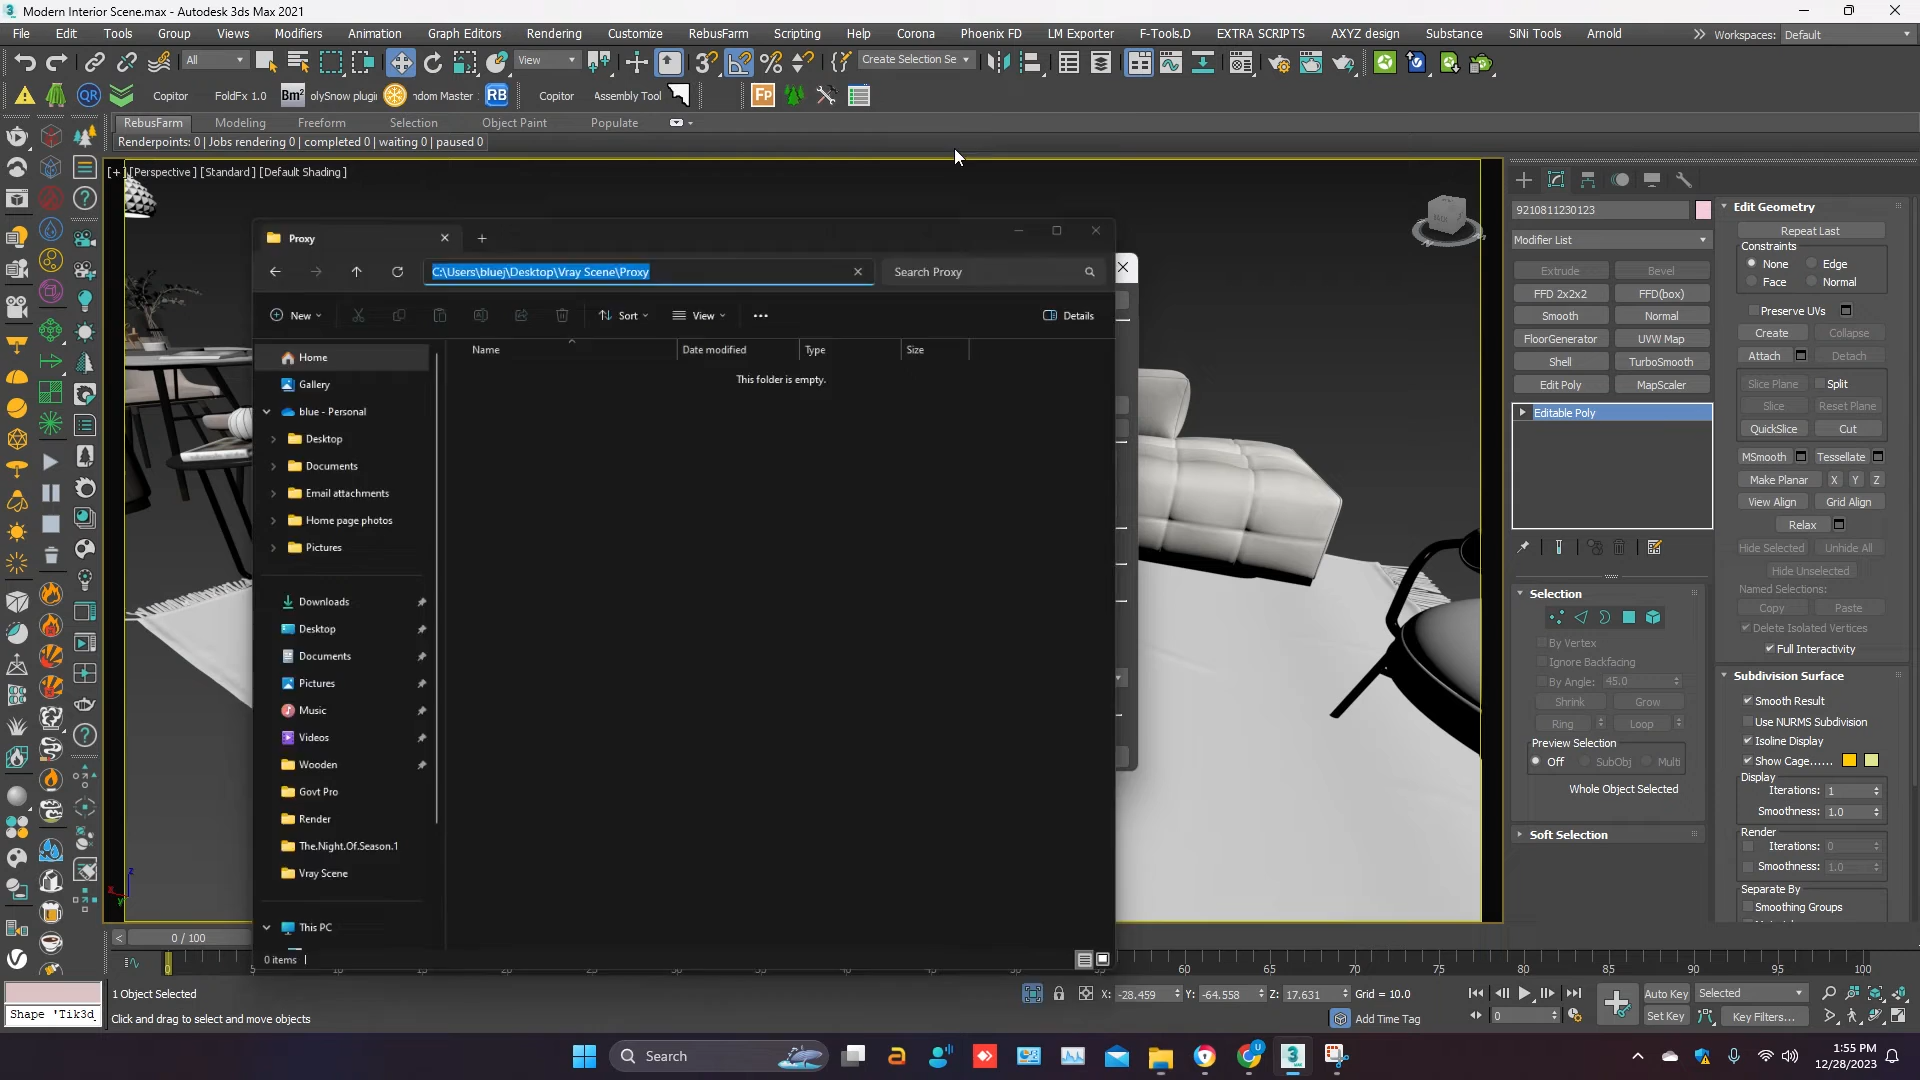 Modern Interior Scene.max - Autodesk 3ds Max 2021
File Edit Tools Group Views Modifiers Animation Graph Editors Rendering Customize RebusFarm Scripting Help Corona Phoenix FD LM Exporter F-Tools.D EXTRA SCRIPTS AXYZ design Substance SiNi Tools Arnold Workspaces: Default
All View Create Selection Se
QR Copitor FoldFx 1.0 Bm² olySnow plugi ndom Master RB Copitor Assembly Tool Fp
RebusFarm Modeling Freeform Selection Object Paint Populate
Renderpoints: 0 | Jobs rendering 0 | completed 0 | waiting 0 | paused 0
[+] [Perspective ] [Standard ] [Default Shading ]
Proxy
C:\Users\bluej\Desktop\Vray Scene\Proxy
Search Proxy
New Sort View Details
Name Date modified Type Size
This folder is empty.
Home
Gallery
blue - Personal
Desktop
Documents
Email attachments
Home page photos
Pictures
Downloads
Desktop
Documents
Pictures
Music
Videos
Wooden
Govt Pro
Render
The.Night.Of.Season.1
Vray Scene
This PC
0 items
9210811230123
Modifier List
Extrude Bevel
FFD 2x2x2 FFD(box)
Smooth Normal
FloorGenerator UVW Map
Shell TurboSmooth
Edit Poly MapScaler
Editable Poly
Selection
By Vertex
Ignore Backfacing
By Angle: 45.0
Shrink Grow
Ring Loop
Preview Selection
Off SubObj Multi
Whole Object Selected
Soft Selection
Edit Geometry
Repeat Last
Constraints
None Edge
Face Normal
Preserve UVs
Create Collapse
Attach Detach
Slice Plane Split
Slice Reset Plane
QuickSlice Cut
MSmooth Tessellate
Make Planar X Y Z
View Align Grid Align
Relax
Hide Selected Unhide All
Hide Unselected
Named Selections:
Copy Paste
Delete Isolated Vertices
Full Interactivity
Subdivision Surface
Smooth Result
Use NURMS Subdivision
Isoline Display
Show Cage......
Display
Iterations: 1
Smoothness: 1.0
Render
Iterations: 0
Smoothness: 1.0
Separate By
Smoothing Groups
0 / 100
0 60 65 70 75 80 85 90 95 100
Shape 'Tik3d_
1 Object Selected
Click and drag to select and move objects
X: -28.459 Y: -64.558 Z: 17.631 Grid = 10.0
Add Time Tag
0
Auto Key Selected
Set Key Key Filters...
Search
1:55 PM
12/28/2023